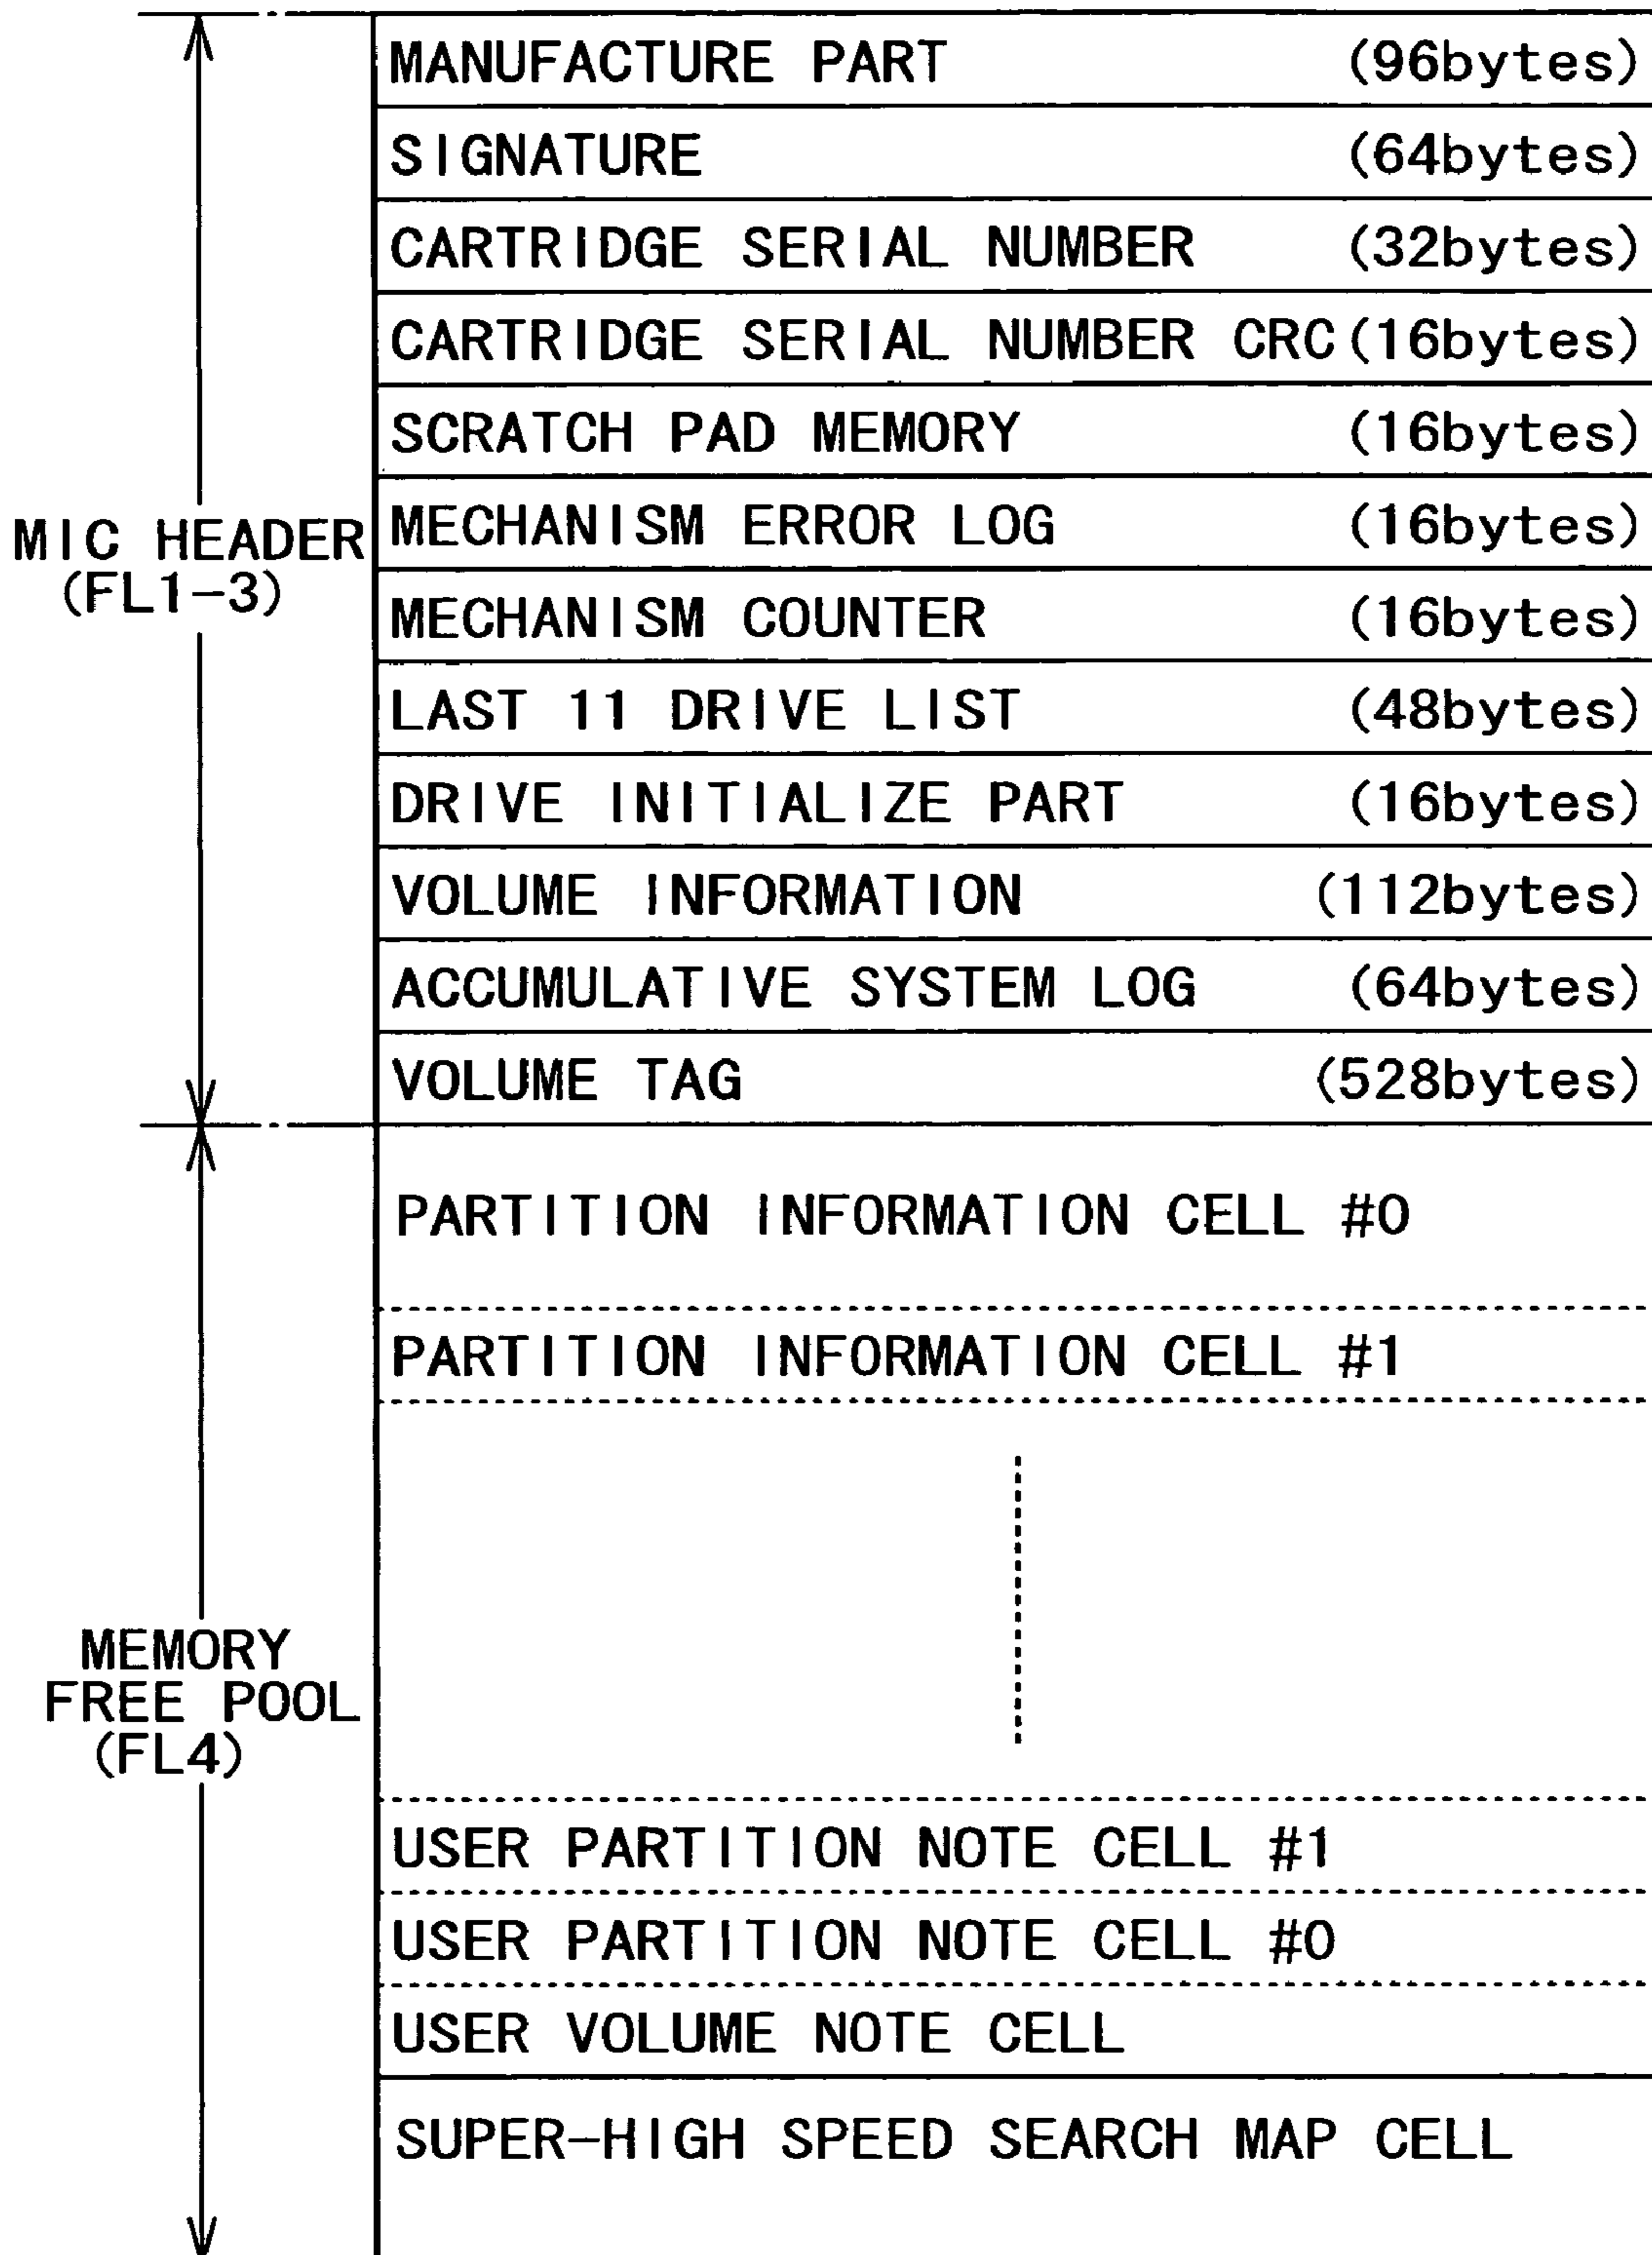 MANUFACTURE PART (96bytes)
SIGNATURE (64bytes)
CARTRIDGE SERIAL NUMBER (32bytes)
CARTRIDGE SERIAL NUMBER CRC(16bytes)
SCRATCH PAD MEMORY (16bytes)
MIC HEADER
(FL1-3)
MECHANISM ERROR LOG (16bytes)
MECHANISM COUNTER (16bytes)
LAST 11 DRIVE LIST (48bytes)
DRIVE INITIALIZE PART (16bytes)
VOLUME INFORMATION (112bytes)
ACCUMULATIVE SYSTEM LOG (64bytes)
VOLUME TAG (528bytes)
PARTITION INFORMATION CELL #0
PARTITION INFORMATION CELL #1
MEMORY
FREE POOL
(FL4)
USER PARTITION NOTE CELL #1
USER PARTITION NOTE CELL #0
USER VOLUME NOTE CELL
SUPER-HIGH SPEED SEARCH MAP CELL